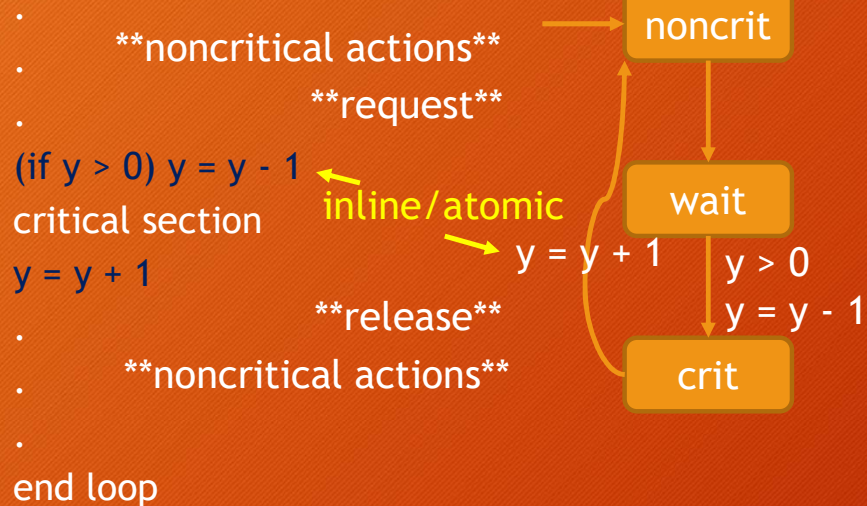 .
**noncritical actions**
.
**request**
.
(if y > 0) y = y - 1
inline/atomic
critical section
y = y + 1
**release**
.
**noncritical actions**
.
.
end loop
noncrit
wait
y = y + 1
y > 0
y = y - 1
crit